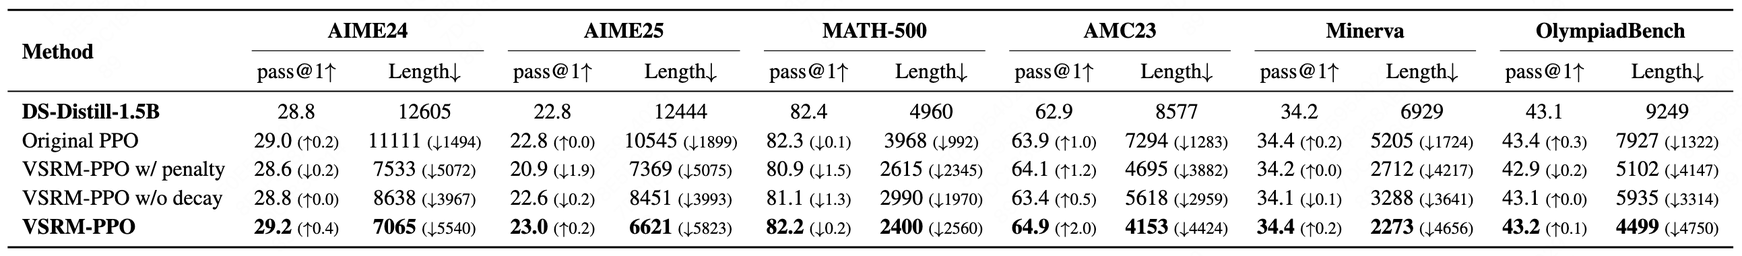 Method AIME24 AIME25 MATH-500 AMC23 Minerva OlympiadBench
pass@1↑ Length↓ pass@1↑ Length↓ pass@1↑ Length↓ pass@1↑ Length↓ pass@1↑ Length↓ pass@1↑ Length↓
DS-Distill-1.5B 28.8 12605 22.8 12444 82.4 4960 62.9 8577 34.2 6929 43.1 9249
Original PPO 29.0 (↑0.2) 11111 (↓1494) 22.8 (↑0.0) 10545 (↓1899) 82.3 (↓0.1) 3968 (↓992) 63.9 (↑1.0) 7294 (↓1283) 34.4 (↑0.2) 5205 (↓1724) 43.4 (↑0.3) 7927 (↓1322)
VSRM-PPO w/ penalty 28.6 (↓0.2) 7533 (↓5072) 20.9 (↓1.9) 7369 (↓5075) 80.9 (↓1.5) 2615 (↓2345) 64.1 (↑1.2) 4695 (↓3882) 34.2 (↑0.0) 2712 (↓4217) 42.9 (↓0.2) 5102 (↓4147)
VSRM-PPO w/o decay 28.8 (↑0.0) 8638 (↓3967) 22.6 (↓0.2) 8451 (↓3993) 81.1 (↓1.3) 2990 (↓1970) 63.4 (↑0.5) 5618 (↓2959) 34.1 (↓0.1) 3288 (↓3641) 43.1 (↑0.0) 5935 (↓3314)
VSRM-PPO 29.2 (↑0.4) 7065 (↓5540) 23.0 (↑0.2) 6621 (↓5823) 82.2 (↓0.2) 2400 (↓2560) 64.9 (↑2.0) 4153 (↓4424) 34.4 (↑0.2) 2273 (↓4656) 43.2 (↑0.1) 4499 (↓4750)